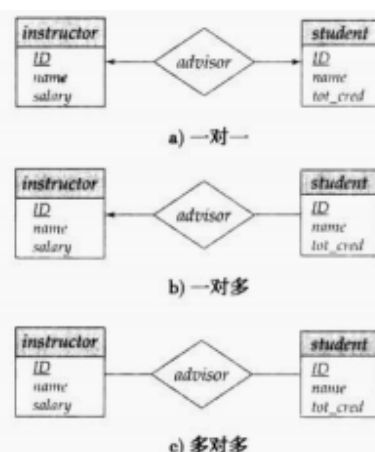 instructor
ID
name
salary
advisor
student
ID
name
tot_cred
a) 一对一
instructor
ID
name
salary
advisor
student
ID
name
tot_cred
b) 一对多
instructor
ID
name
salary
advisor
student
ID
name
tot_cred
c) 多对多